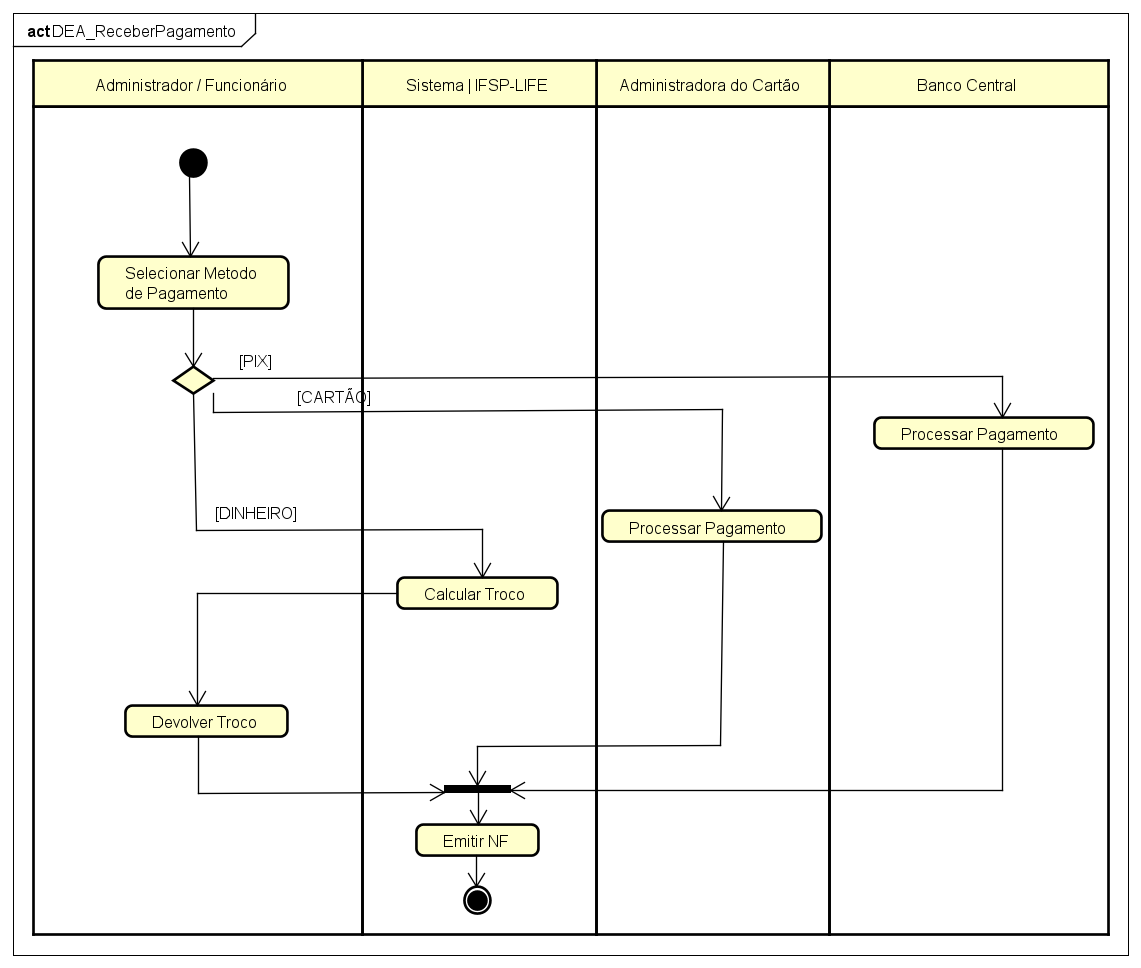 act DEA_ReceberPagamento
Administrador / Funcionário
Sistema | IFSP-LIFE
Administradora do Cartão
Banco Central
Selecionar Metodo
de Pagamento
[PIX]
[CARTÃO]
Processar Pagamento
[DINHEIRO]
Processar Pagamento
Calcular Troco
Devolver Troco
Emitir NF